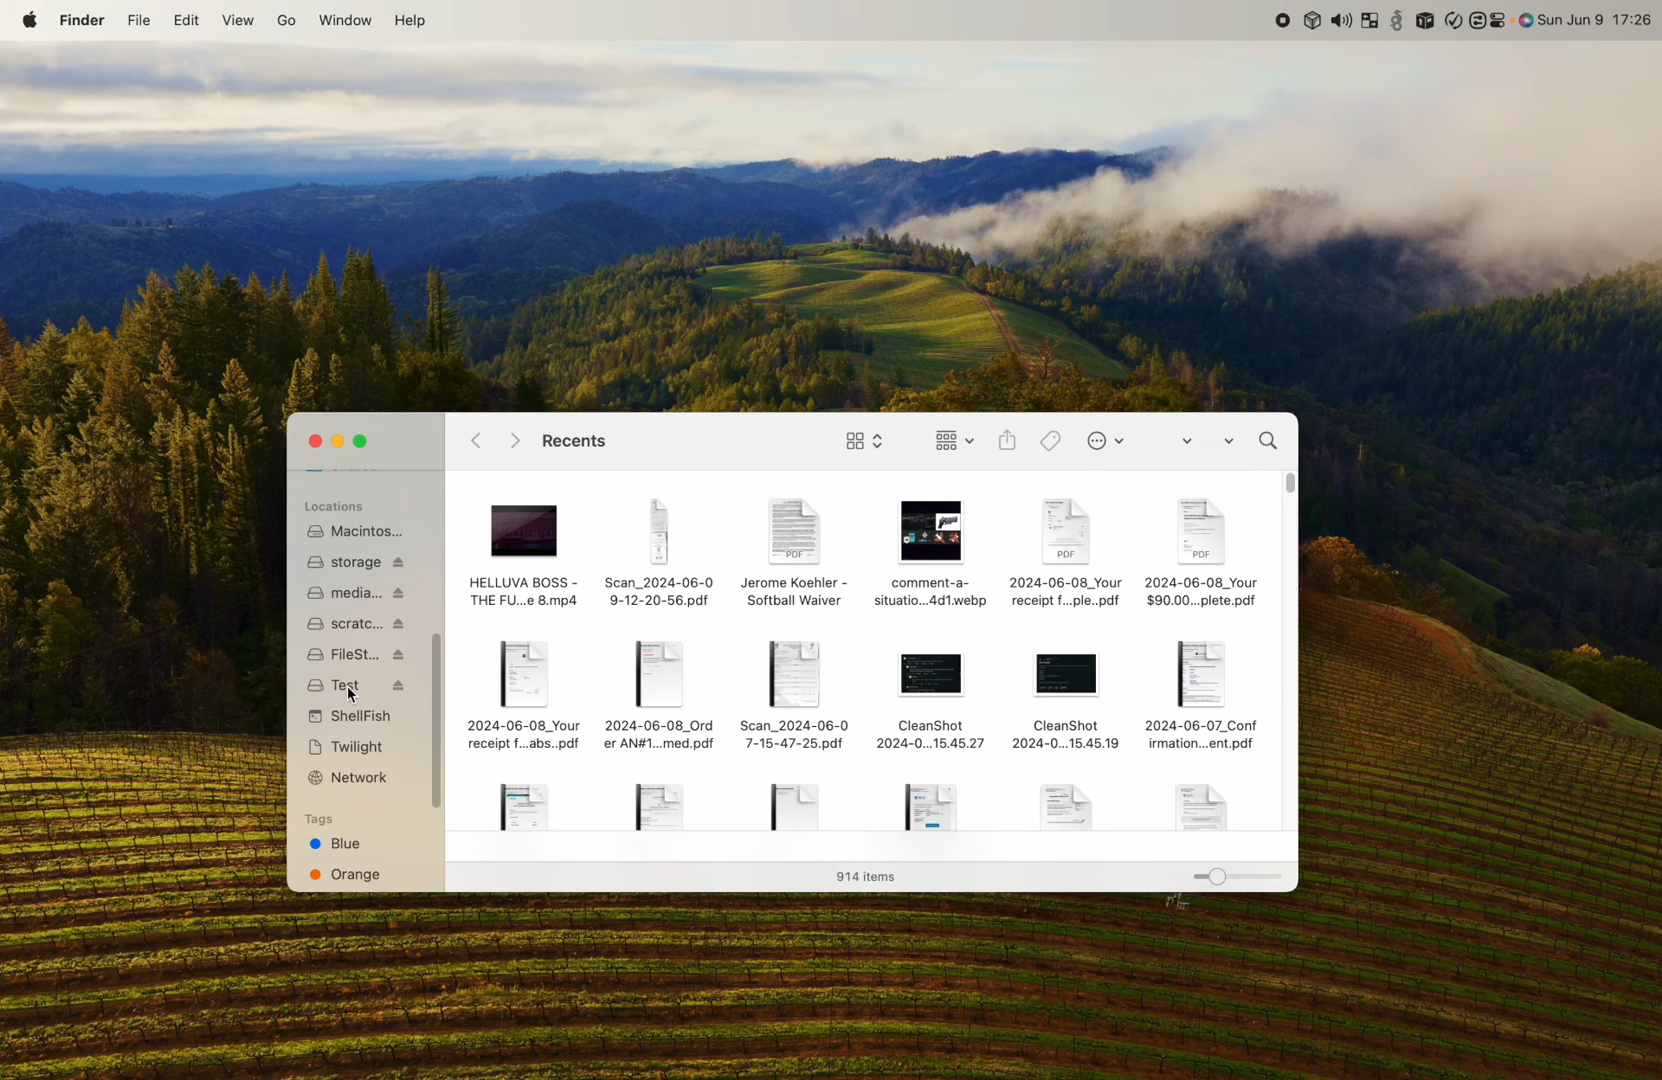 Finder File Edit View Go Window Help Sun Jun 9 17:26
Recents
Locations
Macintos...
storage
media...
scratc...
FileSt...
Test
ShellFish
Twilight
Network
Tags
Blue
Orange
PDF PDF PDF
HELLUVA BOSS - Scan_2024-06-0 Jerome Koehler - comment-a- 2024-06-08_Your 2024-06-08_Your
THE FU...e 8.mp4 9-12-20-56.pdf Softball Waiver situatio...4d1.webp receipt f...ple..pdf $90.00...plete.pdf
2024-06-08_Your 2024-06-08_Ord Scan_2024-06-0 CleanShot CleanShot 2024-06-07_Conf
receipt f...abs..pdf er AN#1...med.pdf 7-15-47-25.pdf 2024-0...15.45.27 2024-0...15.45.19 irmation...ent.pdf
914 items